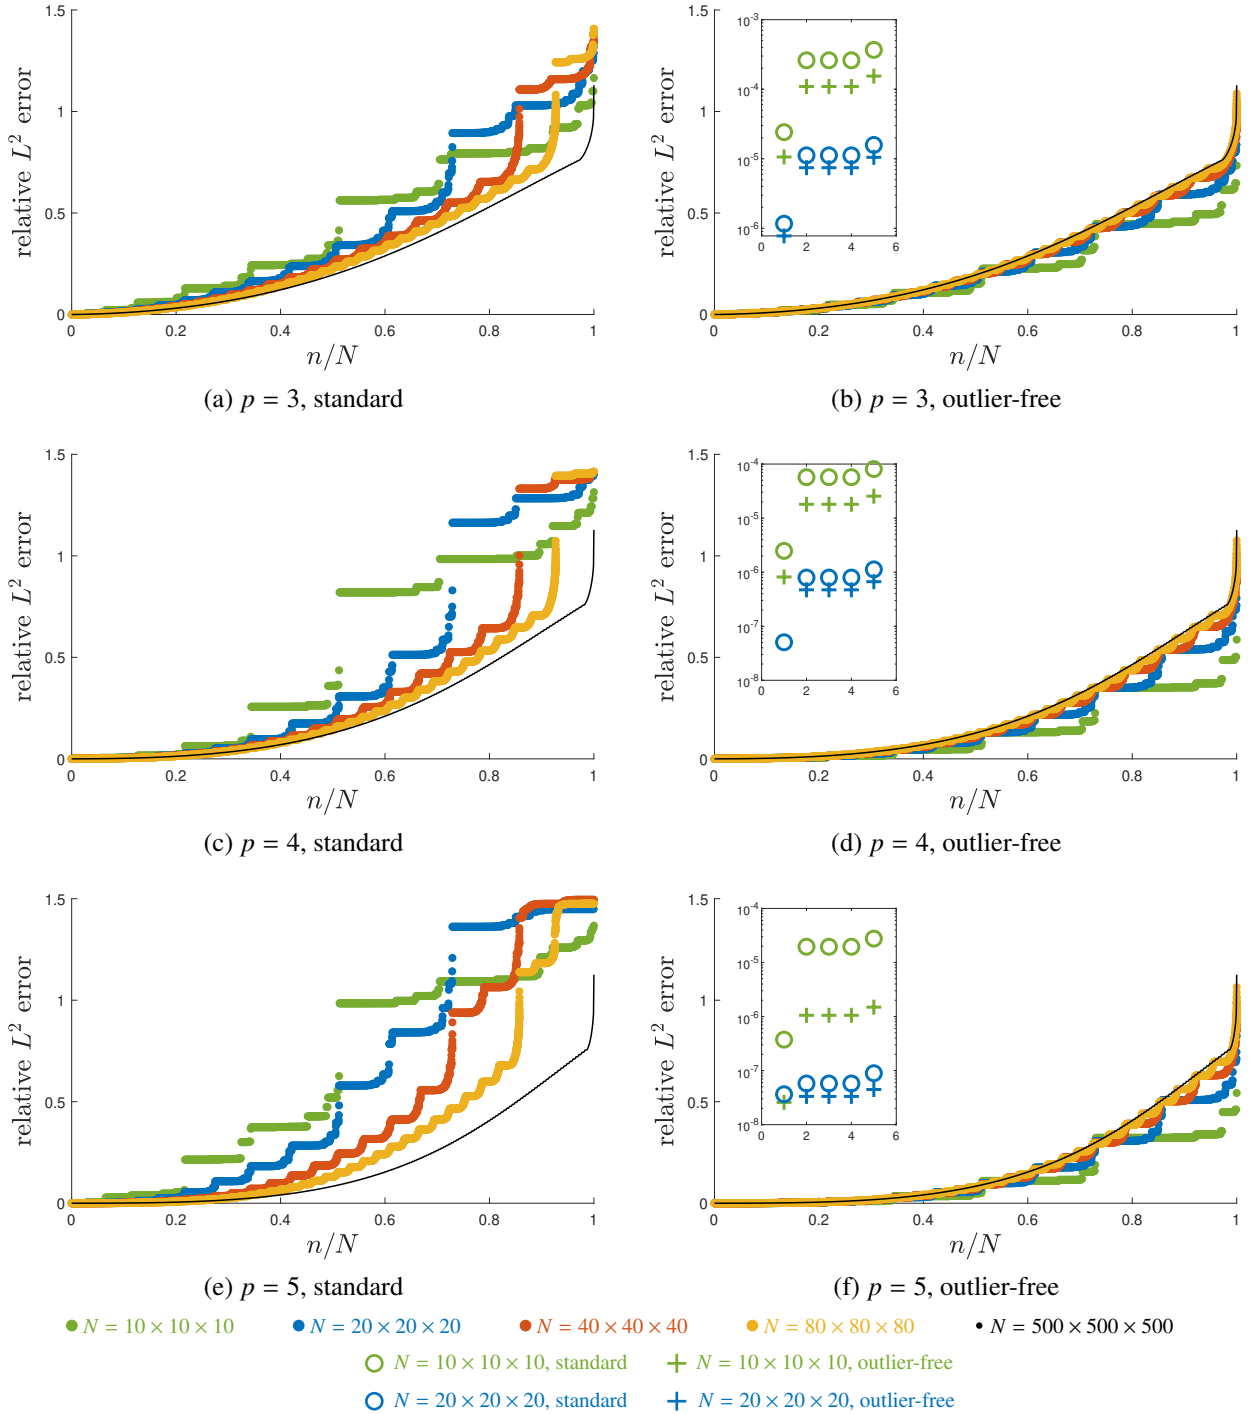 relative L² error
1.5
1
0.5
0
0 0.2 0.4 0.6 0.8 1
n/N
(a) p = 3, standard
relative L² error
1.5
1
0.5
0
0 0.2 0.4 0.6 0.8 1
n/N
10⁻³
10⁻⁴
10⁻⁵
10⁻⁶
0 2 4 6
(b) p = 3, outlier-free
relative L² error
1.5
1
0.5
0
0 0.2 0.4 0.6 0.8 1
n/N
(c) p = 4, standard
relative L² error
1.5
1
0.5
0
0 0.2 0.4 0.6 0.8 1
n/N
10⁻⁴
10⁻⁵
10⁻⁶
10⁻⁷
10⁻⁸
0 2 4 6
(d) p = 4, outlier-free
relative L² error
1.5
1
0.5
0
0 0.2 0.4 0.6 0.8 1
n/N
(e) p = 5, standard
relative L² error
1.5
1
0.5
0
0 0.2 0.4 0.6 0.8 1
n/N
10⁻⁴
10⁻⁵
10⁻⁶
10⁻⁷
10⁻⁸
0 2 4 6
(f) p = 5, outlier-free
N = 10 × 10 × 10 N = 20 × 20 × 20 N = 40 × 40 × 40 N = 80 × 80 × 80 N = 500 × 500 × 500
N = 10 × 10 × 10, standard N = 10 × 10 × 10, outlier-free
N = 20 × 20 × 20, standard N = 20 × 20 × 20, outlier-free